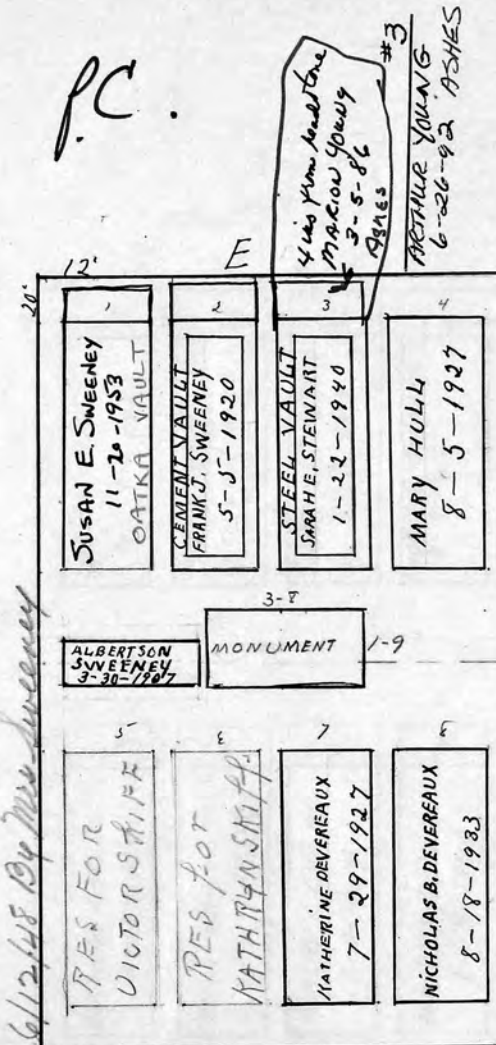 P.C.
4 ins from headstone
MARION YOUNG
3-5-86
ASHES
#3
ARTHUR YOUNG
6-26-92 ASHES
20'
12'
E
1
SUSAN E. SWEENEY
11-20-1953
OATKA VAULT
2
CEMENT VAULT
FRANK J. SWEENEY
5-5-1920
3
STEEL VAULT
SARAH E. STEINART
1-22-1940
4
MARY HULL
8-5-1927
ALBERTSON
SWEENEY
3-30-1907
3-8
MONUMENT
1-9
5
RES FOR
VICTOR SKIFF
6
RES for
KATHRYN SKIFF
7
KATHERINE DEVEREAUX
7-29-1927
8
NICHOLAS B. DEVEREAUX
8-18-1933
6/12/48 By Mrs. Sweeney